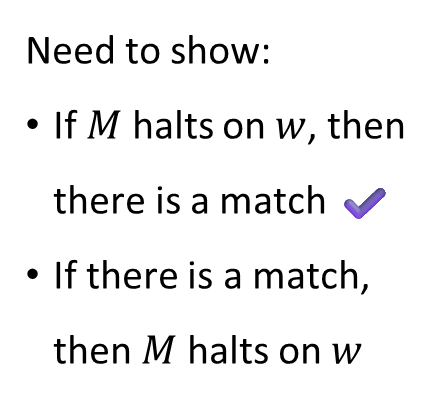 Need to show:
• If M halts on w, then
there is a match ✔
• If there is a match,
then M halts on w